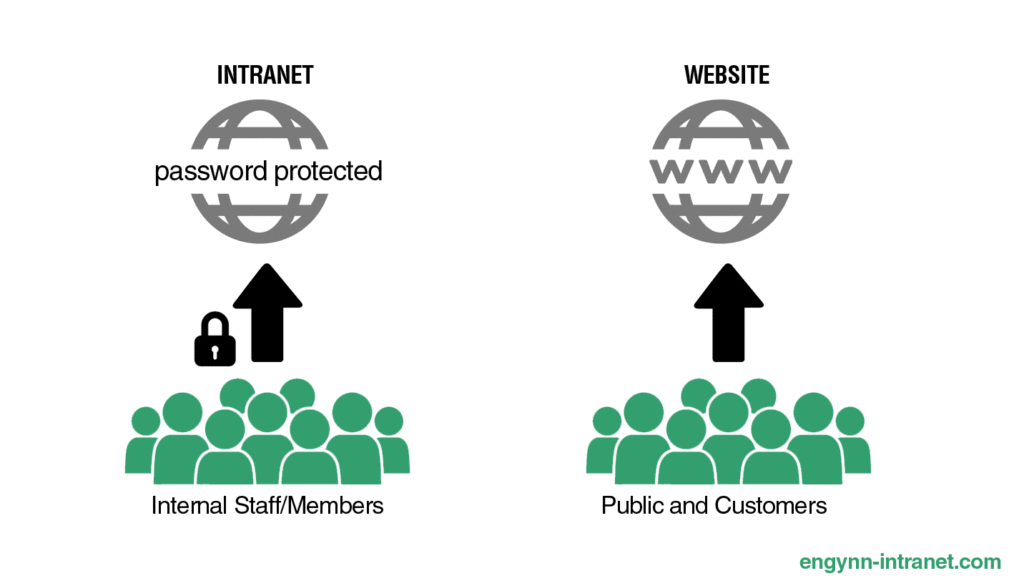 INTRANET
password protected
Internal Staff/Members
WEBSITE
www
Public and Customers
engynn-intranet.com